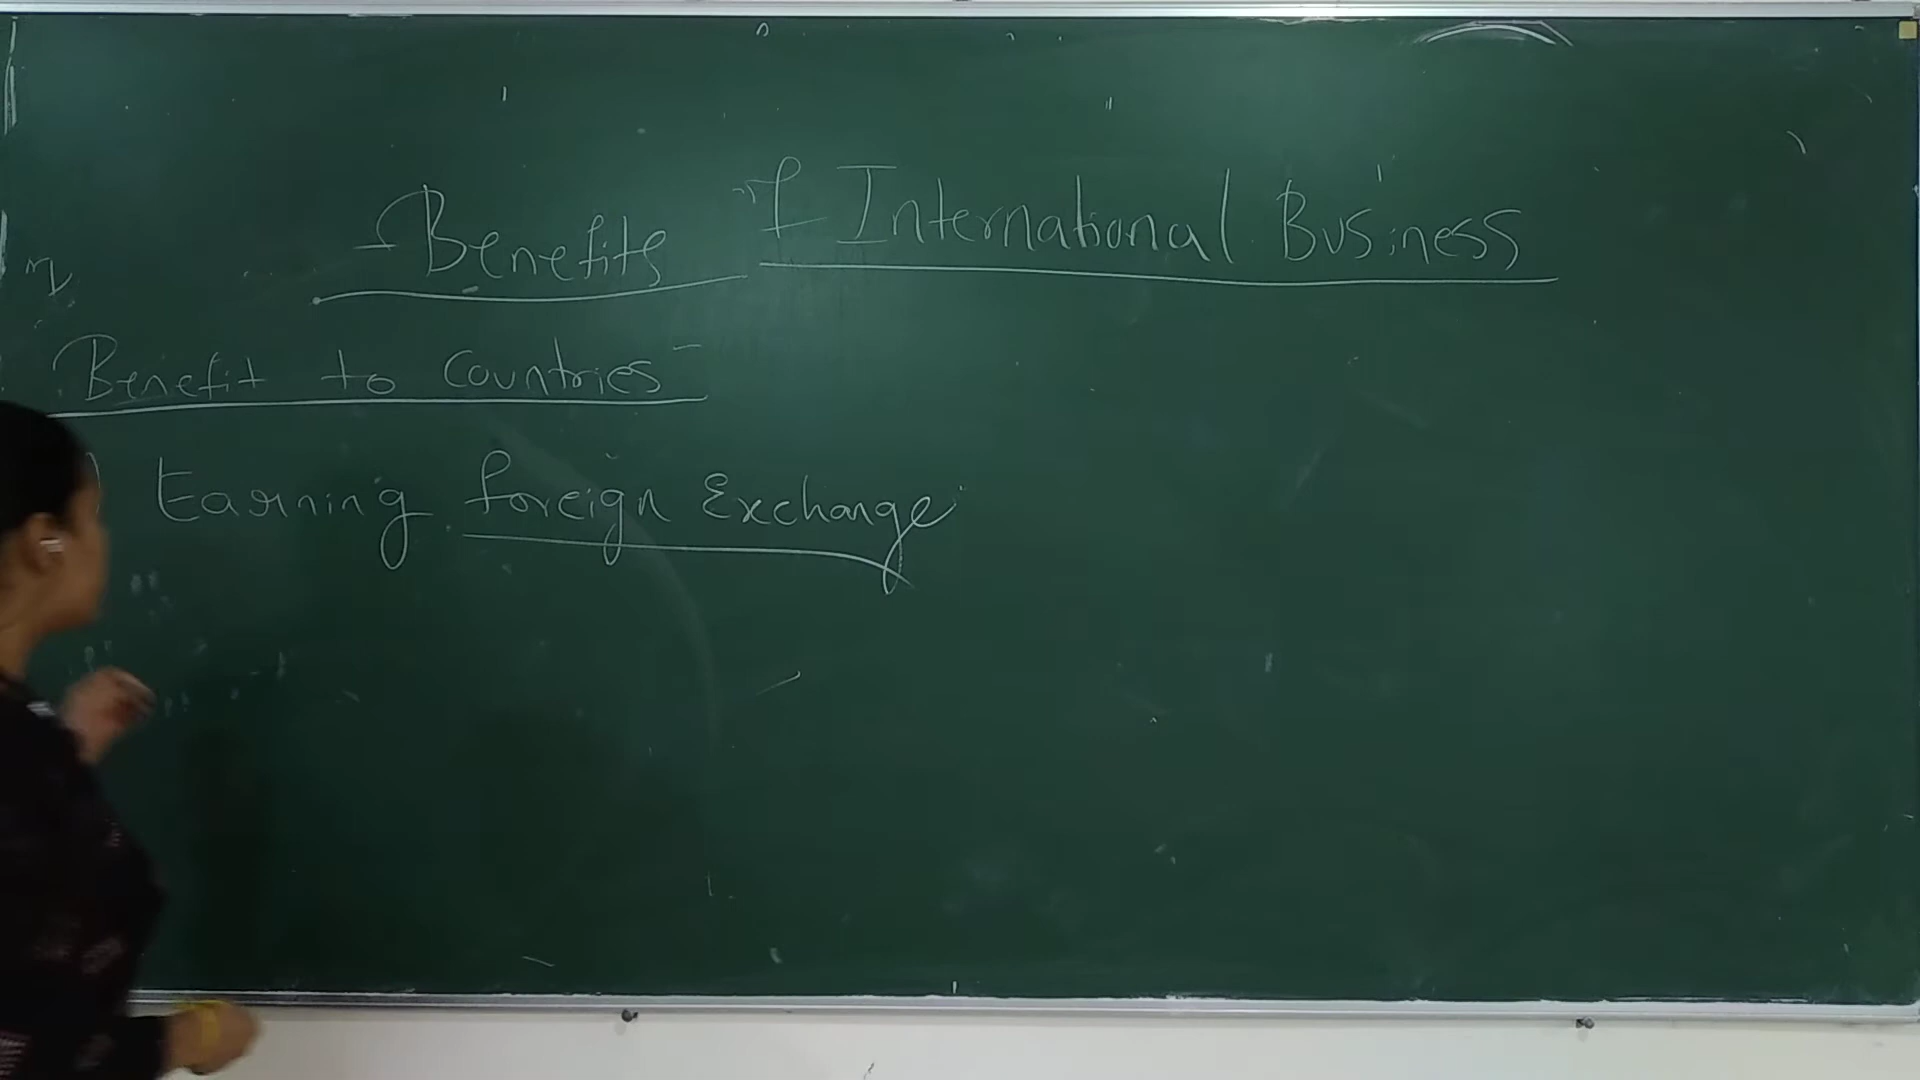 Benefits of International Business
Benefit to Countries -
) Earning foreign Exchange